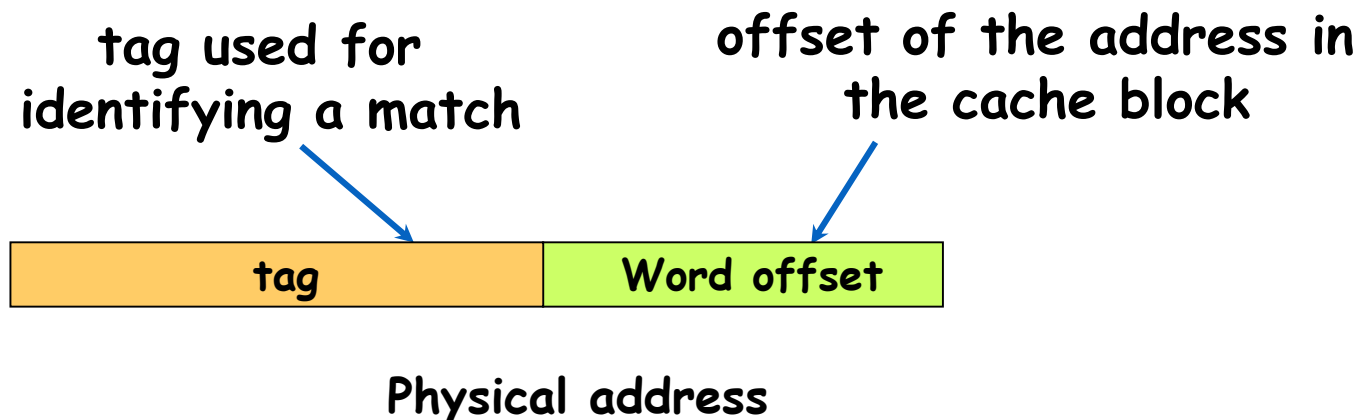 tag used for
identifying a match
offset of the address in
the cache block
tag
Word offset
Physical address